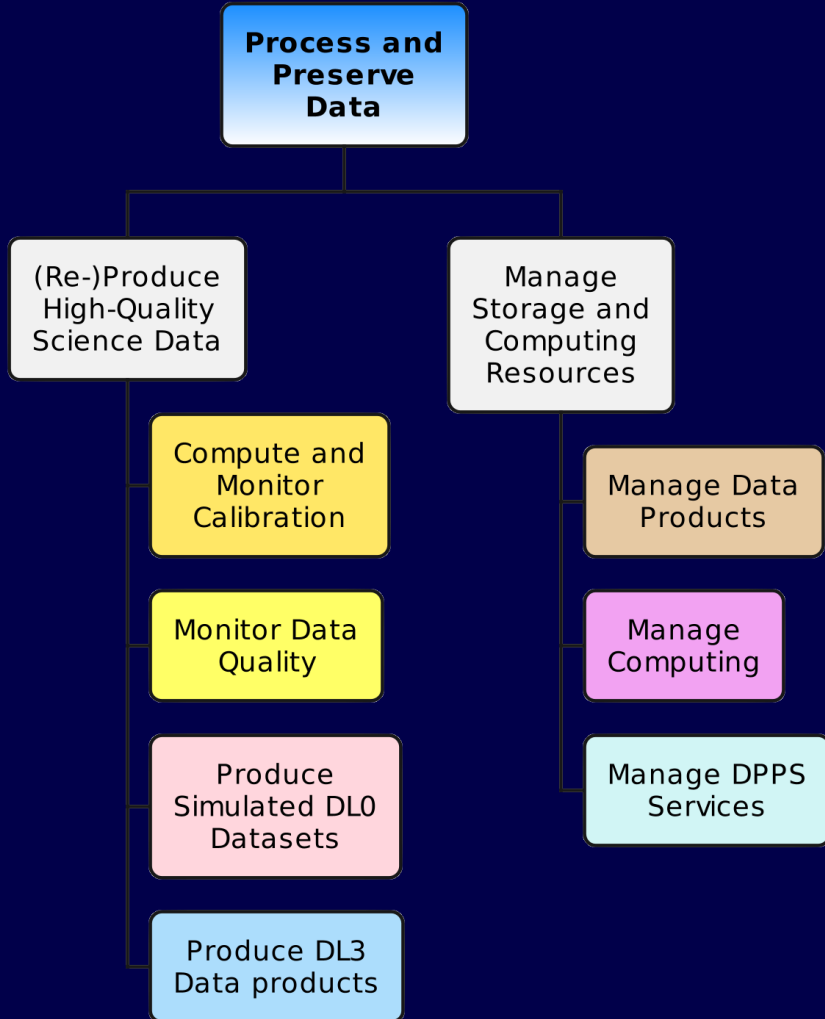 Process and
Preserve
Data
(Re-)Produce
High-Quality
Science Data
Manage
Storage and
Computing
Resources
Compute and
Monitor
Calibration
Monitor Data
Quality
Produce
Simulated DL0
Datasets
Produce DL3
Data products
Manage Data
Products
Manage
Computing
Manage DPPS
Services